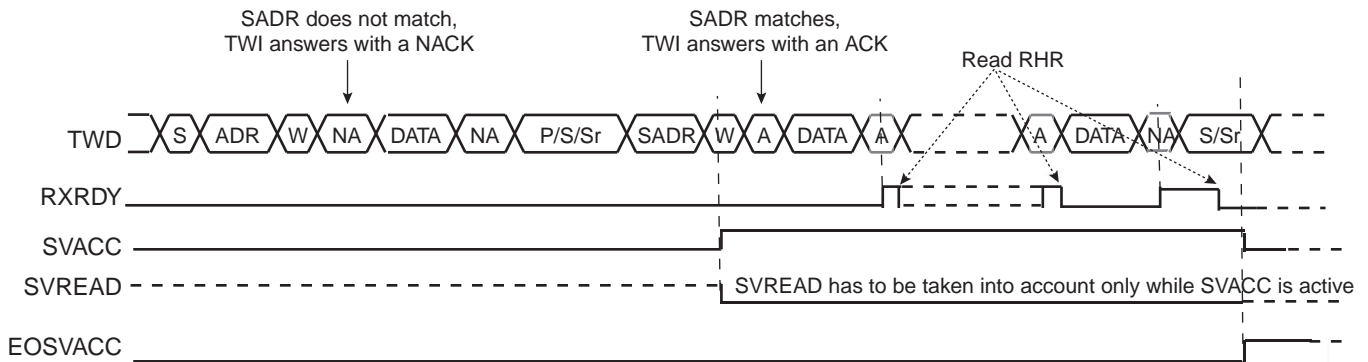 SADR does not match,
TWI answers with a NACK
SADR matches,
TWI answers with an ACK
Read RHR
TWD S ADR W NA DATA NA P/S/Sr SADR W A DATA A A DATA NA S/Sr
RXRDY
SVACC
SVREAD SVREAD has to be taken into account only while SVACC is active
EOSVACC